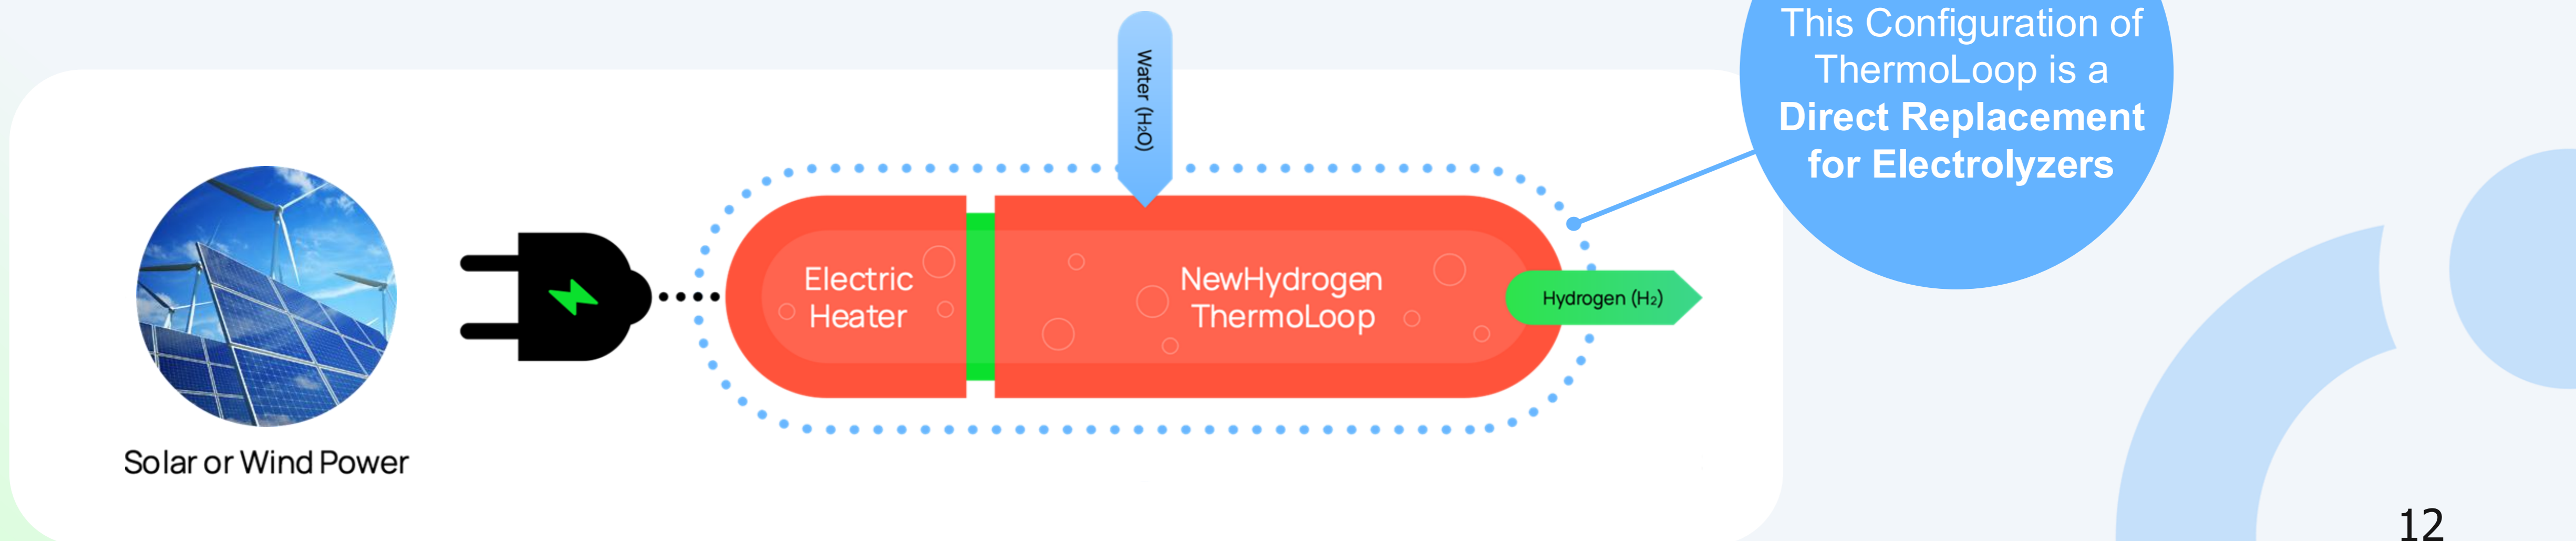 This Configuration of
ThermoLoop is a
Direct Replacement
for Electrolyzers
Water (H₂O)
Electric
Heater
NewHydrogen
ThermoLoop
Hydrogen (H₂)
Solar or Wind Power
12